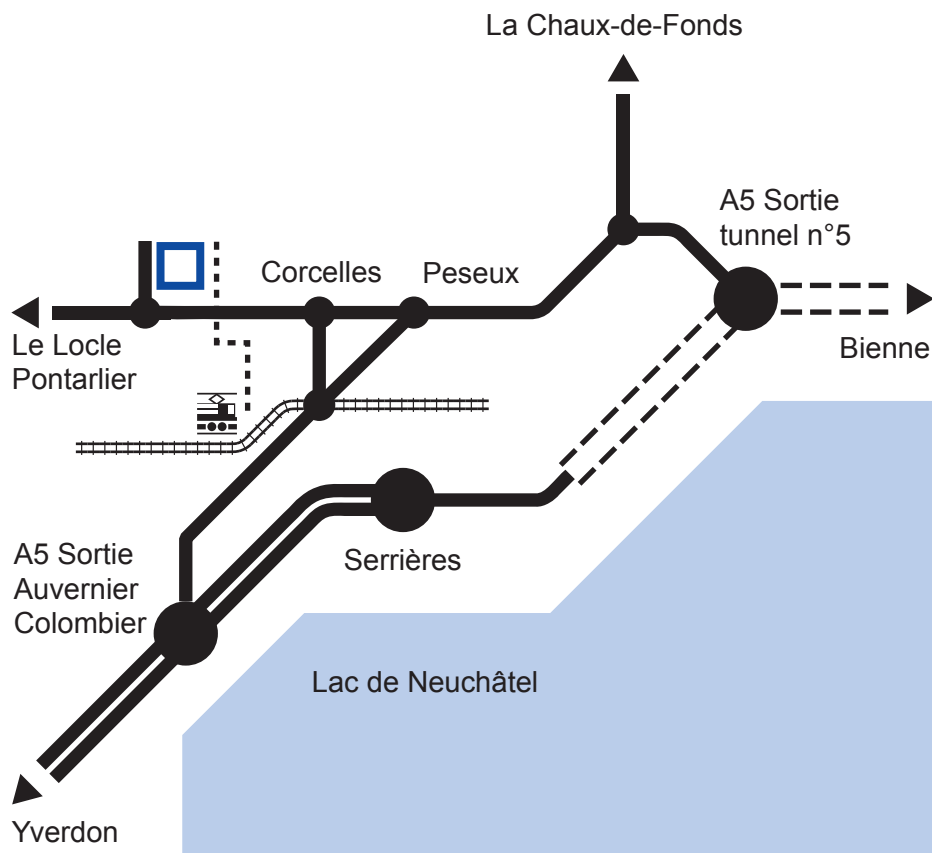 La Chaux-de-Fonds
A5 Sortie
tunnel n°5
Corcelles
Peseux
Le Locle
Pontarlier
Bienne
A5 Sortie
Auvernier
Colombier
Serrières
Lac de Neuchâtel
Yverdon